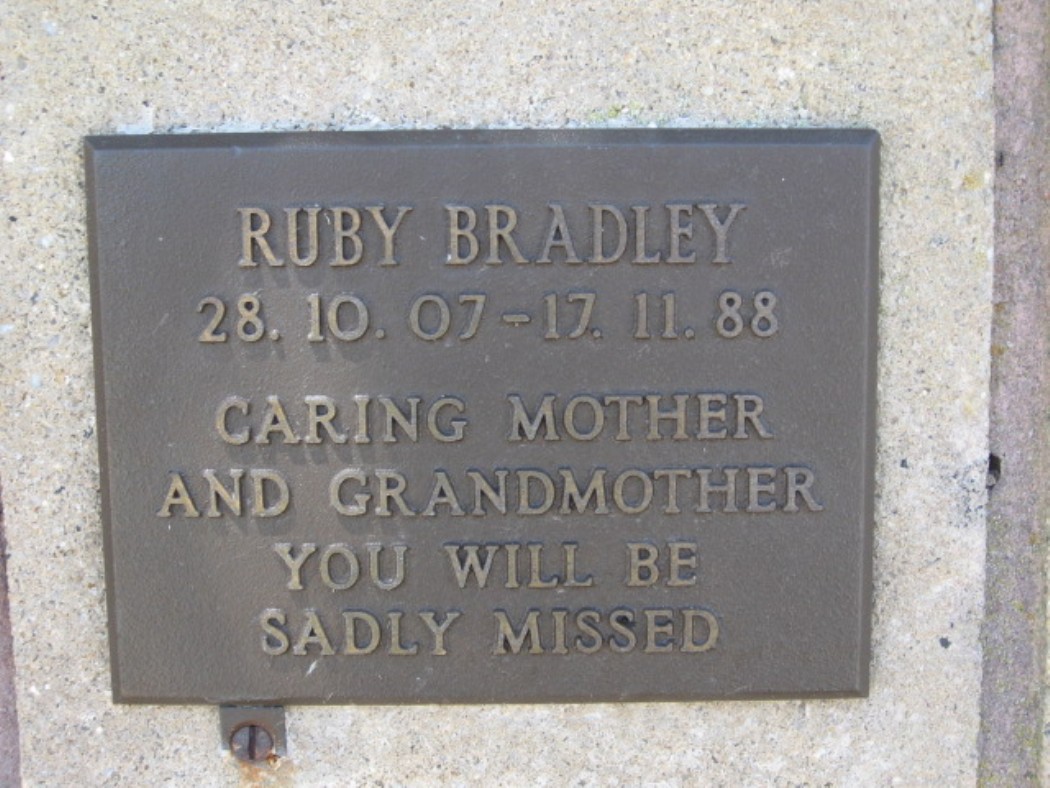 RUBY BRADLEY
28. 10. 07 - 17. 11. 88
CARING MOTHER
AND GRANDMOTHER
YOU WILL BE
SADLY MISSED